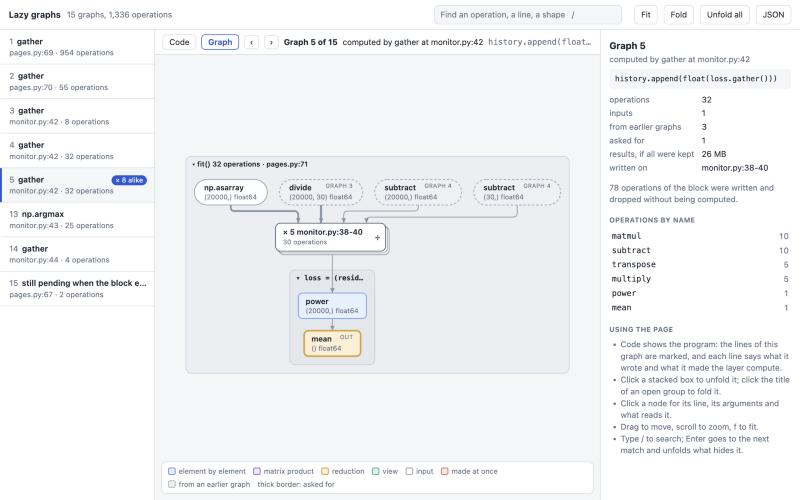 Lazy graphs 15 graphs, 1,336 operations
Find an operation, a line, a shape /
Fit Fold Unfold all JSON
1 gather
pages.py:69 · 954 operations
2 gather
pages.py:70 · 55 operations
3 gather
monitor.py:42 · 8 operations
4 gather
monitor.py:42 · 32 operations
5 gather × 8 alike
monitor.py:42 · 32 operations
13 np.argmax
monitor.py:43 · 25 operations
14 gather
monitor.py:44 · 4 operations
15 still pending when the block e...
pages.py:67 · 2 operations
Code Graph ‹ › Graph 5 of 15 computed by gather at monitor.py:42 history.append(float…
▾ fit() 32 operations · pages.py:71
np.asarray
(20000,) float64
divide GRAPH 3
(20000, 30) float64
subtract GRAPH 4
(20000,) float64
subtract GRAPH 4
(30,) float64
× 5 monitor.py:38-40 +
30 operations
▾ loss = (resid…
power
(20000,) float64
mean OUT
() float64
element by element matrix product reduction view input made at once
from an earlier graph thick border: asked for
Graph 5
computed by gather at monitor.py:42
history.append(float(loss.gather()))
operations 32
inputs 1
from earlier graphs 3
asked for 1
results, if all were kept 26 MB
written on monitor.py:38-40
78 operations of the block were written and
dropped without being computed.
OPERATIONS BY NAME
matmul 10
subtract 10
transpose 5
multiply 5
power 1
mean 1
USING THE PAGE
• Code shows the program: the lines of this
graph are marked, and each line says what it
wrote and what it made the layer compute.
• Click a stacked box to unfold it; click the title
of an open group to fold it.
• Click a node for its line, its arguments and
what reads it.
• Drag to move, scroll to zoom, f to fit.
• Type / to search; Enter goes to the next
match and unfolds what hides it.